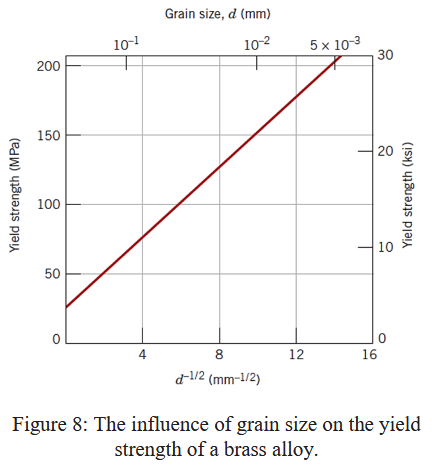 Grain size, d (mm)
10⁻¹ 10⁻² 5 × 10⁻³
200
150
100
50
0
Yield strength (MPa)
30
20
10
0
Yield strength (ksi)
4 8 12 16
d⁻¹/² (mm⁻¹/²)
Figure 8: The influence of grain size on the yield
strength of a brass alloy.